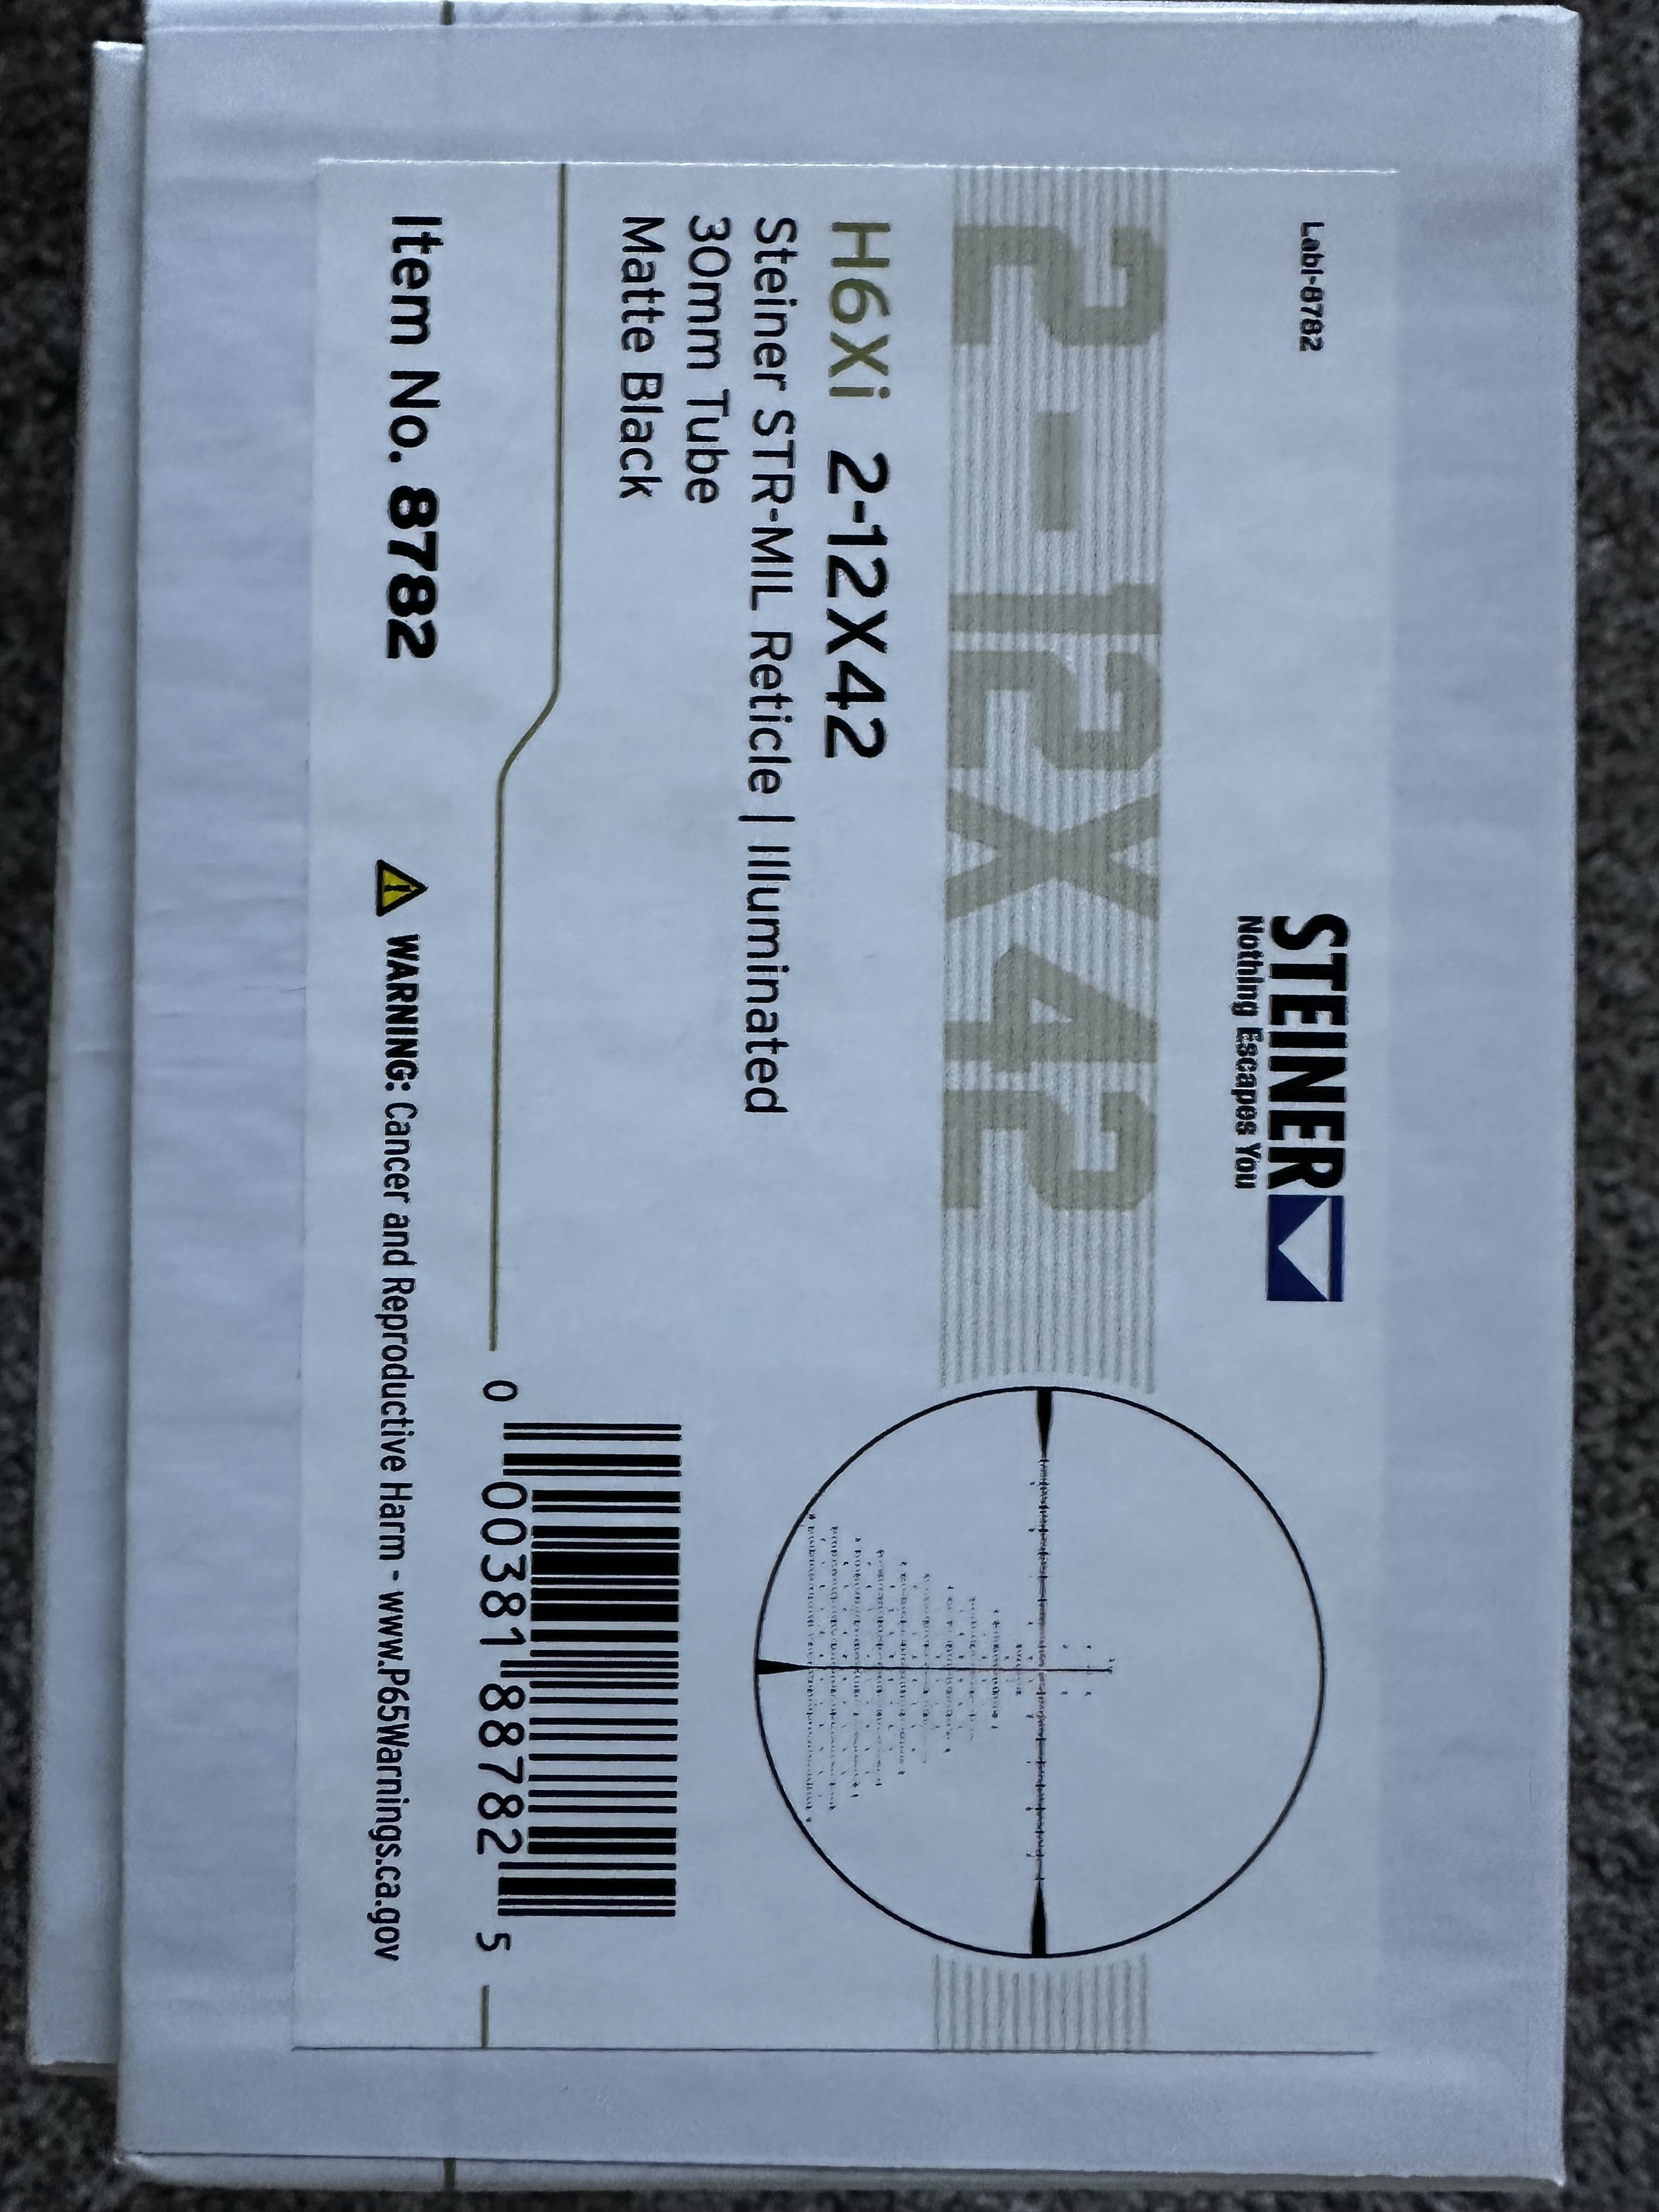 Labl-8782
STEINER
Nothing Escapes You
2-12X42
H6Xi 2-12X42
Steiner STR-MIL Reticle | Illuminated
30mm Tube
Matte Black
0 00381 88782 5
Item No. 8782
WARNING: Cancer and Reproductive Harm - www.P65Warnings.ca.gov